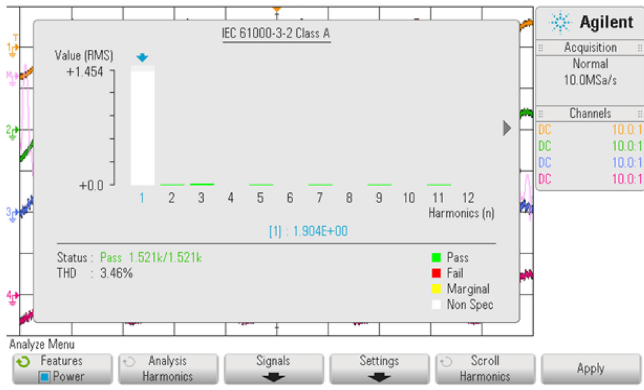 IEC 61000-3-2 Class A
Agilent
Value (RMS)
+1.454
+0.0
1 2 3 4 5 6 7 8 9 10 11 12
Harmonics (n)
[1] : 1.904E+00
Status : Pass 1.521k/1.521k
THD : 3.46%
Pass
Fail
Marginal
Non Spec
Acquisition
Normal
10.0MSa/s
Channels
DC 10.0:1
DC 10.0:1
DC 10.0:1
DC 10.0:1
Analyze Menu
Features
Power
Analysis
Harmonics
Signals
Settings
Scroll
Harmonics
Apply